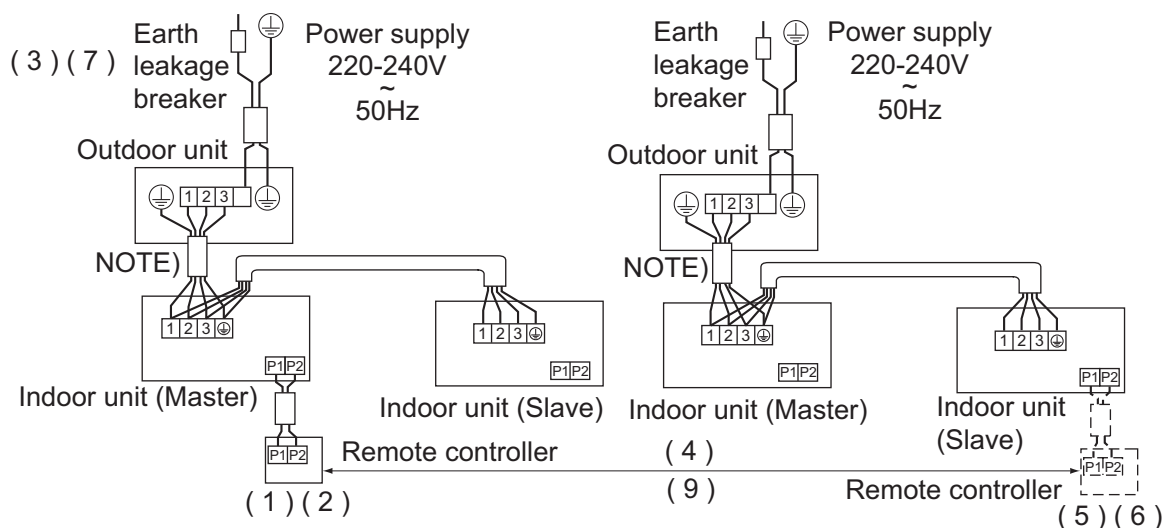 ( 3 ) ( 7 )
Earth
leakage
breaker
Power supply
220-240V
~
50Hz
Outdoor unit
1 2 3
NOTE)
1 2 3
P1 P2
Indoor unit (Master)
1 2 3
P1 P2
Indoor unit (Slave)
P1 P2
Remote controller
( 1 ) ( 2 )
Earth
leakage
breaker
Power supply
220-240V
~
50Hz
Outdoor unit
1 2 3
NOTE)
1 2 3
P1 P2
Indoor unit (Master)
1 2 3
P1 P2
Indoor unit
(Slave)
( 4 )
( 9 )
P1 P2
Remote controller
( 5 ) ( 6 )